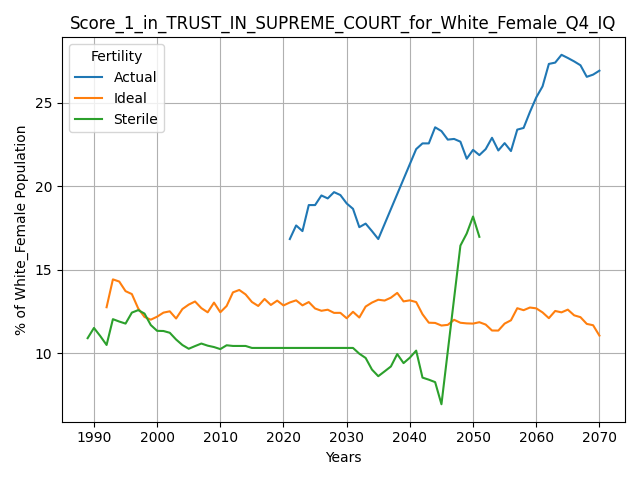 Score_1_in_TRUST_IN_SUPREME_COURT_for_White_Female_Q4_IQ
Fertility
Actual
Ideal
Sterile
% of White_Female Population
25
20
15
10
1990 2000 2010 2020 2030 2040 2050 2060 2070
Years